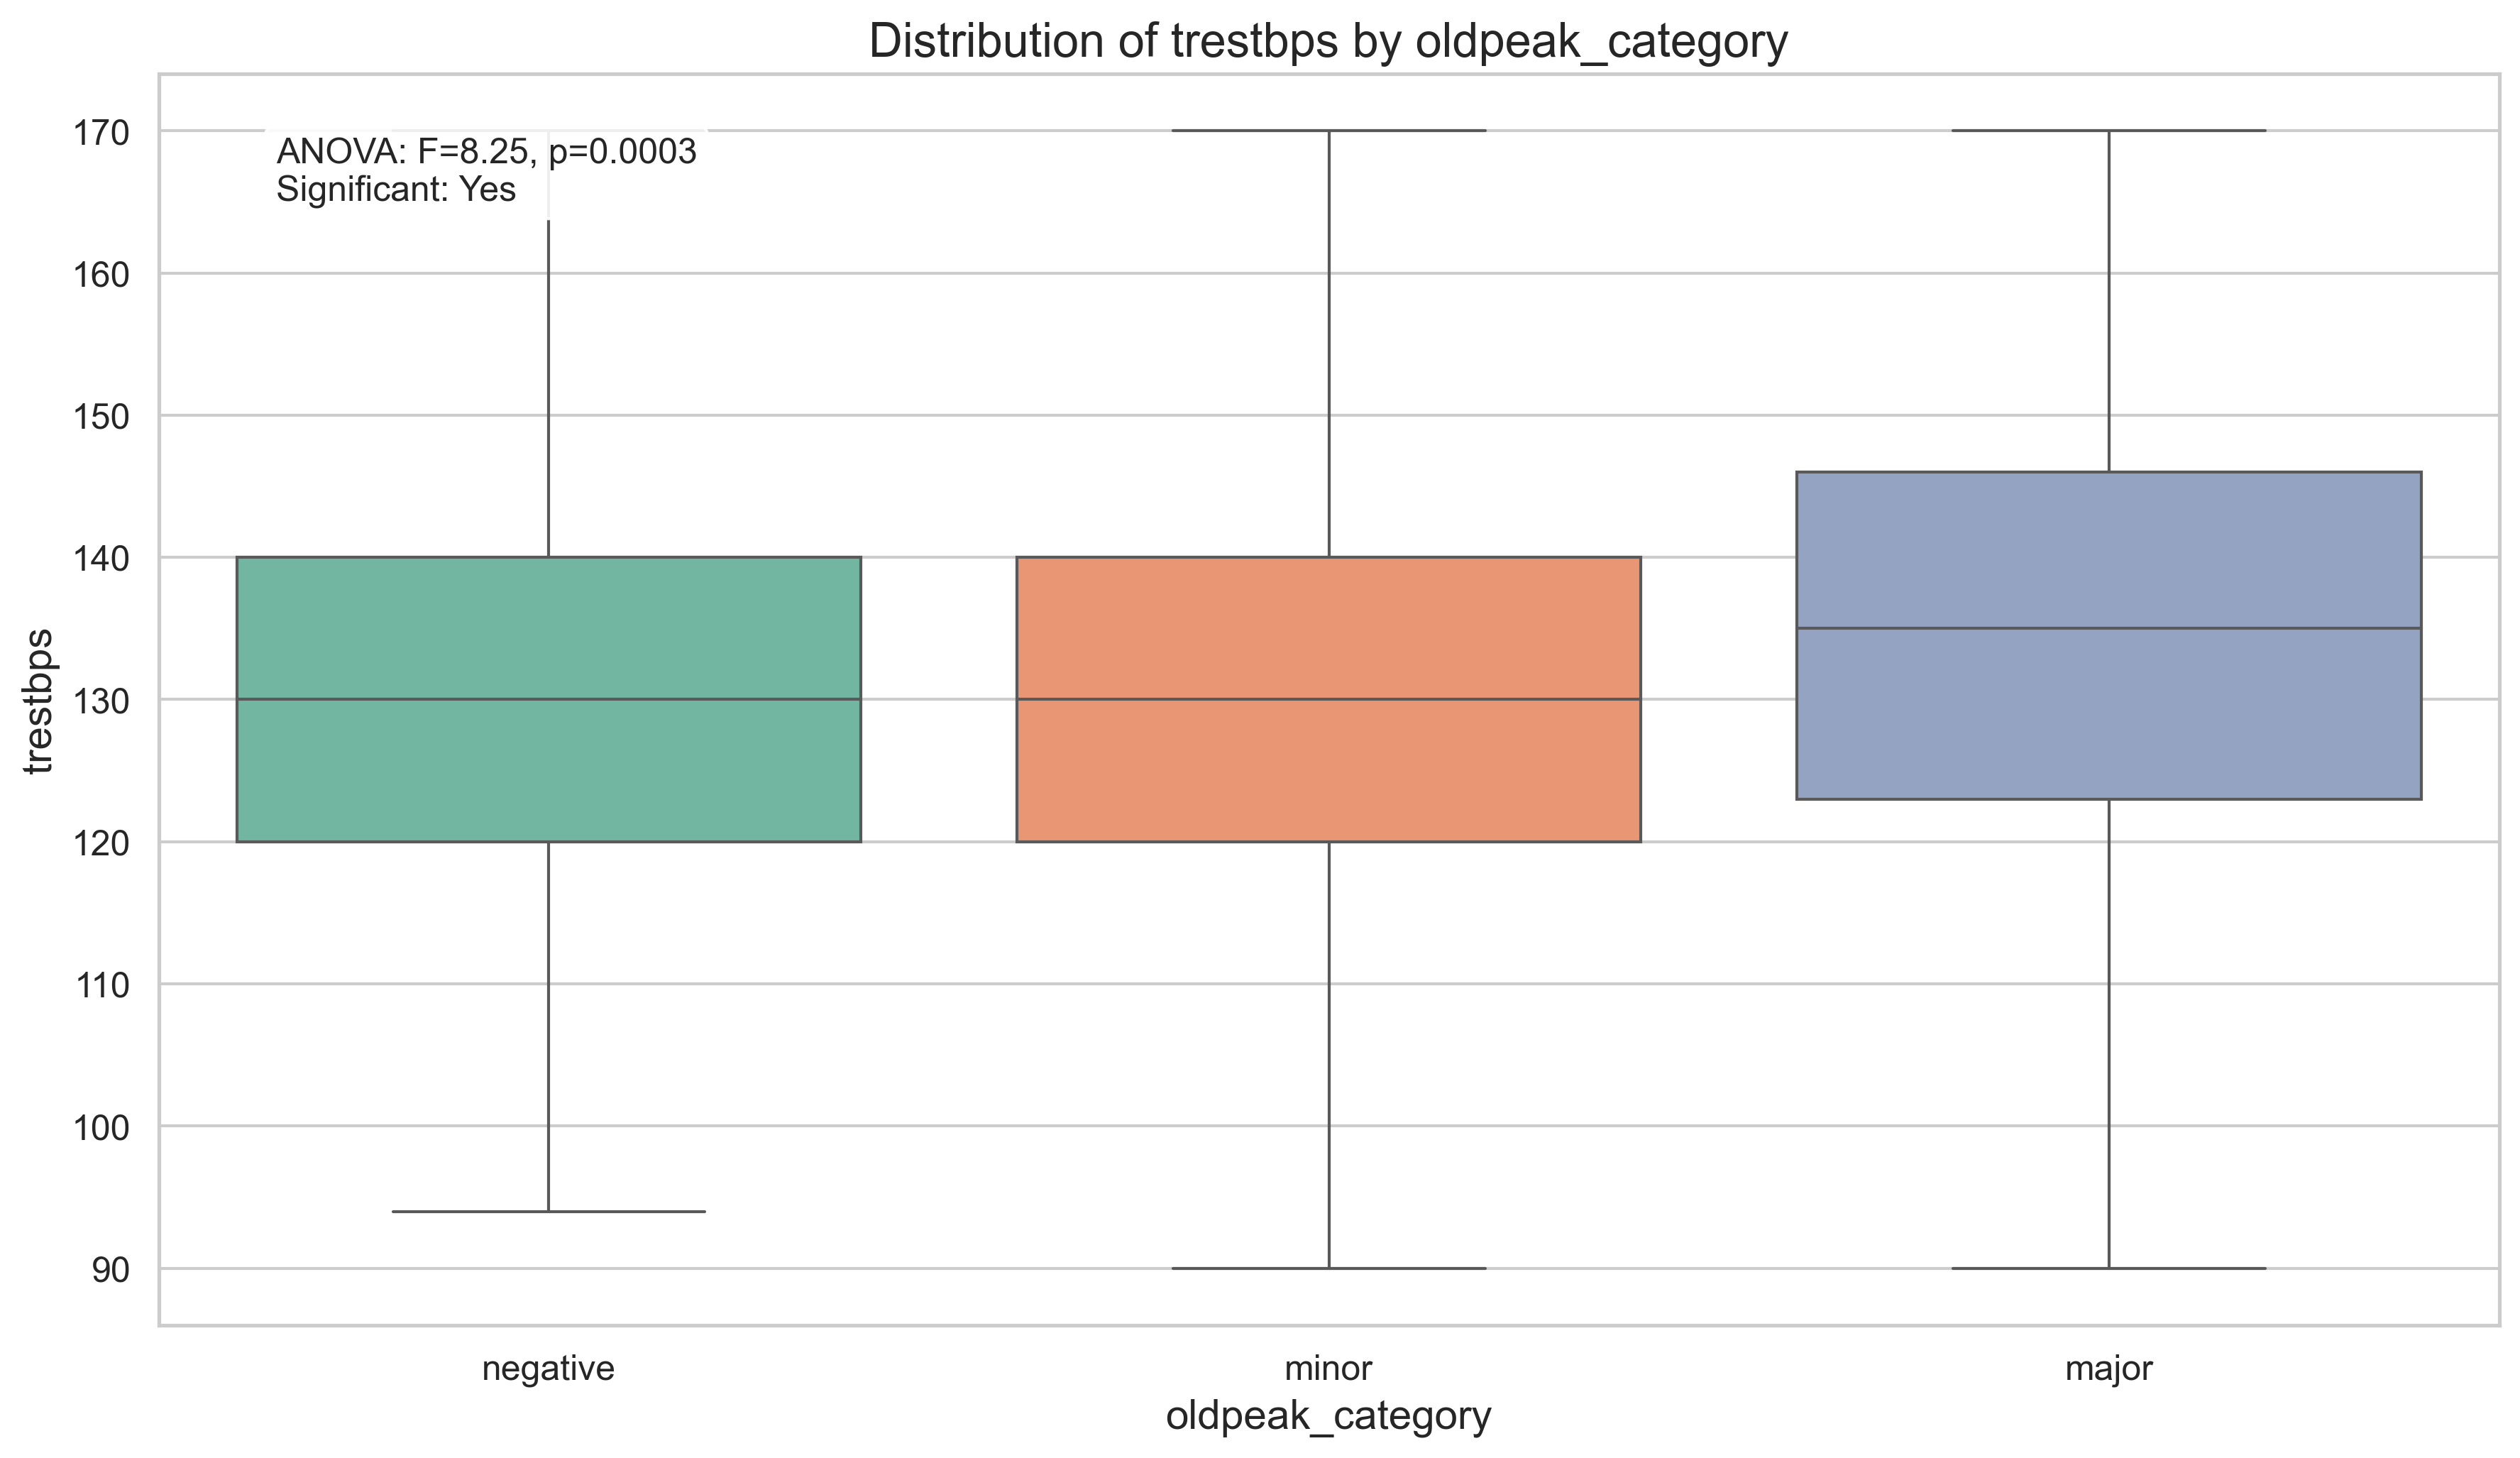 Distribution of trestbps by oldpeak_category
170
160
150
140
130
120
110
100
90
trestbps
ANOVA: F=8.25, p=0.0003
Significant: Yes
negative
minor
major
oldpeak_category